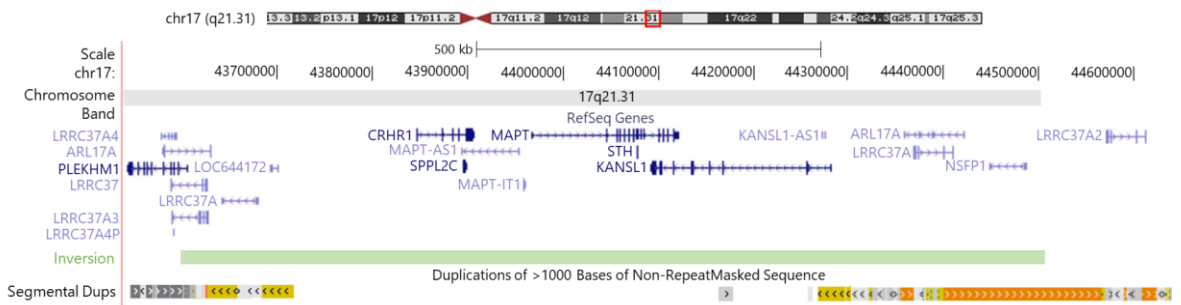 chr17 (q21.31) 13.3 13.2 p13.1 17p12 17p11.2 17q11.2 17q12 21.31 17q22 24.2 q24.3 q25.1 17q25.3
Scale 500 kb
chr17: 43700000| 43800000| 43900000| 44000000| 44100000| 44200000| 44300000| 44400000| 44500000| 44600000|
Chromosome Band 17q21.31
RefSeq Genes
LRRC37A4 CRHR1 MAPT KANSL1-AS1 ARL17A LRRC37A2
ARL17A MAPT-AS1 STH LRRC37A
PLEKHM1 LOC644172 SPPL2C KANSL1 NSFP1
LRRC37 MAPT-IT1
LRRC37A
LRRC37A3
LRRC37A4P
Inversion
Duplications of >1000 Bases of Non-RepeatMasked Sequence
Segmental Dups